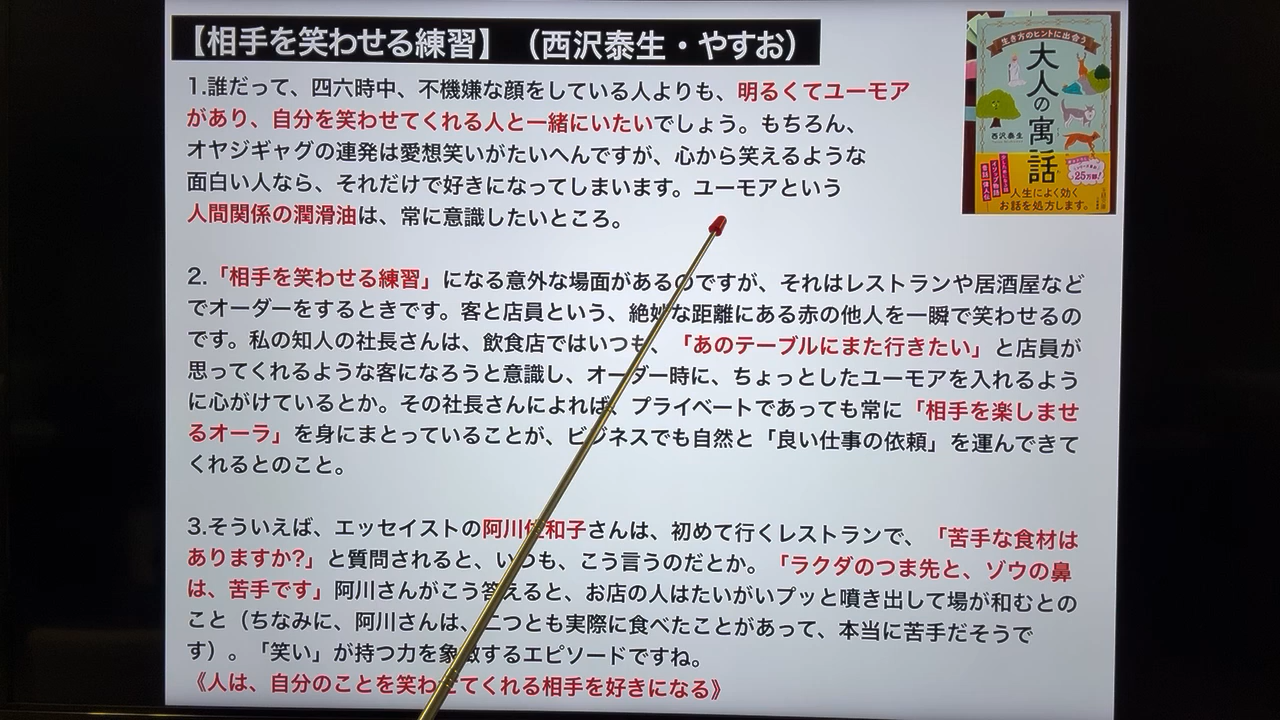 【相手を笑わせる練習】（西沢泰生・やすお）
1.誰だって、四六時中、不機嫌な顔をしている人よりも、明るくてユーモア
があり、自分を笑わせてくれる人と一緒にいたいでしょう。もちろん、
オヤジギャグの連発は愛想笑いがたいへんですが、心から笑えるような
面白い人なら、それだけで好きになってしまいます。ユーモアという
人間関係の潤滑油は、常に意識したいところ。
2.「相手を笑わせる練習」になる意外な場面があるのですが、それはレストランや居酒屋など
でオーダーをするときです。客と店員という、絶妙な距離にある赤の他人を一瞬で笑わせるの
です。私の知人の社長さんは、飲食店ではいつも、「あのテーブルにまた行きたい」と店員が
思ってくれるような客になろうと意識し、オーダー時に、ちょっとしたユーモアを入れるよう
に心がけているとか。その社長さんによれば、プライベートであっても常に「相手を楽しませ
るオーラ」を身にまとっていることが、ビジネスでも自然と「良い仕事の依頼」を運んできて
くれるとのこと。
3.そういえば、エッセイストの阿川佐和子さんは、初めて行くレストランで、「苦手な食材は
ありますか?」と質問されると、いつも、こう言うのだとか。「ラクダのつま先と、ゾウの鼻
は、苦手です」阿川さんがこう答えると、お店の人はたいがいプッと噴き出して場が和むとの
こと（ちなみに、阿川さんは、二つとも実際に食べたことがあって、本当に苦手だそうで
す）。「笑い」が持つ力を象徴するエピソードですね。
《人は、自分のことを笑わせてくれる相手を好きになる》
生き方のヒントに出会う
大人の寓話
西沢泰生
25万部!
人生によく効く
お話を処方します。